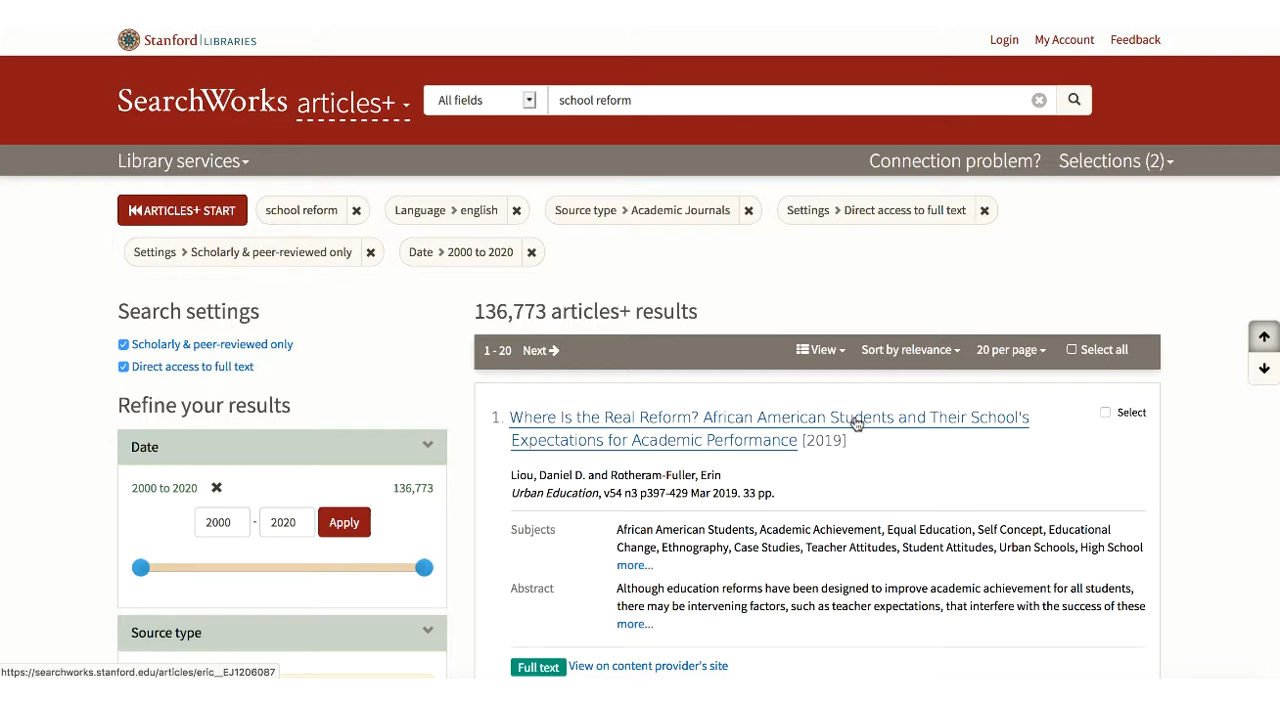 Stanford | LIBRARIES
Login My Account Feedback
SearchWorks articles+
All fields school reform
Library services
Connection problem? Selections (2)
ARTICLES+ START school reform Language > english Source type > Academic Journals Settings > Direct access to full text
Settings > Scholarly & peer-reviewed only Date > 2000 to 2020
Search settings
Scholarly & peer-reviewed only
Direct access to full text
Refine your results
Date
2000 to 2020 136,773
2000 - 2020 Apply
Source type
136,773 articles+ results
1 - 20 Next View Sort by relevance 20 per page Select all
1. Where Is the Real Reform? African American Students and Their School's
Expectations for Academic Performance [2019]
Select
Liou, Daniel D. and Rotheram-Fuller, Erin
Urban Education, v54 n3 p397-429 Mar 2019. 33 pp.
Subjects African American Students, Academic Achievement, Equal Education, Self Concept, Educational
Change, Ethnography, Case Studies, Teacher Attitudes, Student Attitudes, Urban Schools, High School
more...
Abstract Although education reforms have been designed to improve academic achievement for all students,
there may be intervening factors, such as teacher expectations, that interfere with the success of these
more...
Full text View on content provider's site
https://searchworks.stanford.edu/articles/eric__EJ1206087